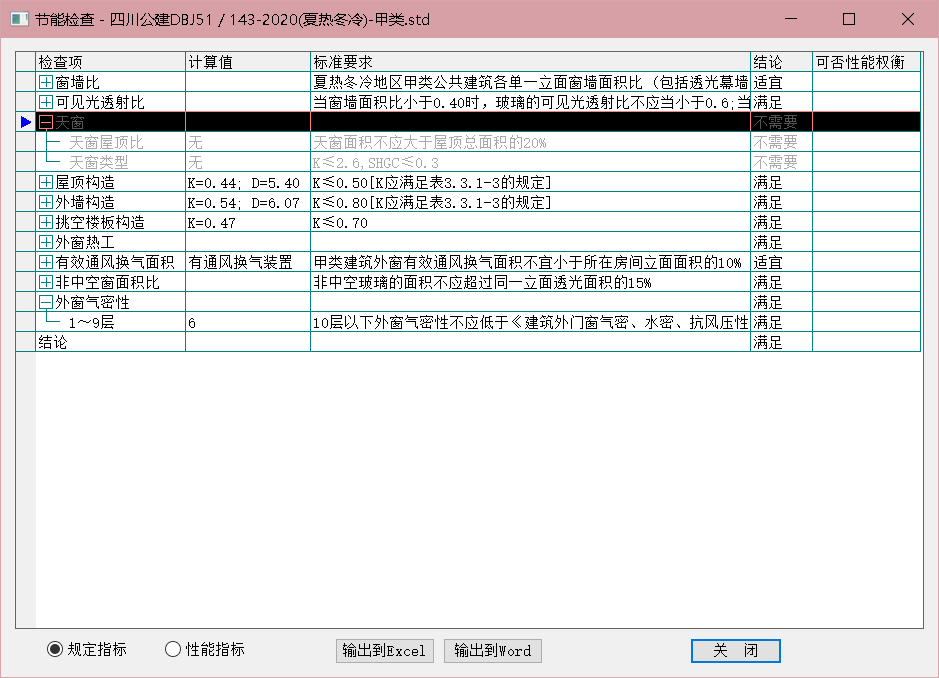 节能检查 - 四川公建DBJ51 / 143-2020(夏热冬冷)-甲类.std
检查项 计算值 标准要求 结论 可否性能权衡
窗墙比 夏热冬冷地区甲类公共建筑各单一立面窗墙面积比（包括透光幕墙 适宜
可见光透射比 当窗墙面积比小于0.40时，玻璃的可见光透射比不应当小于0.6;当 满足
天窗 不需要
天窗屋顶比 无 天窗面积不应大于屋顶总面积的20% 不需要
天窗类型 无 K≤2.6,SHGC≤0.3 不需要
屋顶构造 K=0.44; D=5.40 K≤0.50[K应满足表3.3.1-3的规定] 满足
外墙构造 K=0.54; D=6.07 K≤0.80[K应满足表3.3.1-3的规定] 满足
挑空楼板构造 K=0.47 K≤0.70 满足
外窗热工 满足
有效通风换气面积 有通风换气装置 甲类建筑外窗有效通风换气面积不宜小于所在房间立面面积的10% 适宜
非中空窗面积比 非中空玻璃的面积不应超过同一立面透光面积的15% 满足
外窗气密性 满足
1～9层 6 10层以下外窗气密性不应低于《建筑外门窗气密、水密、抗风压性 满足
结论 满足
规定指标 性能指标 输出到Excel 输出到Word 关 闭